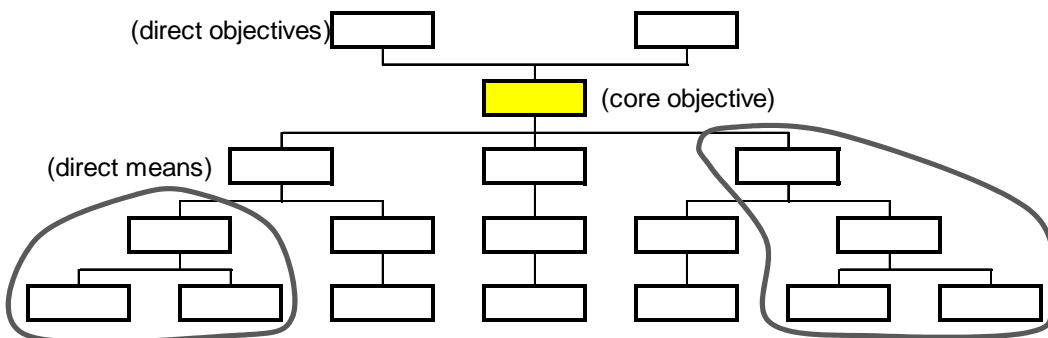 (direct objectives)
(core objective)
(direct means)